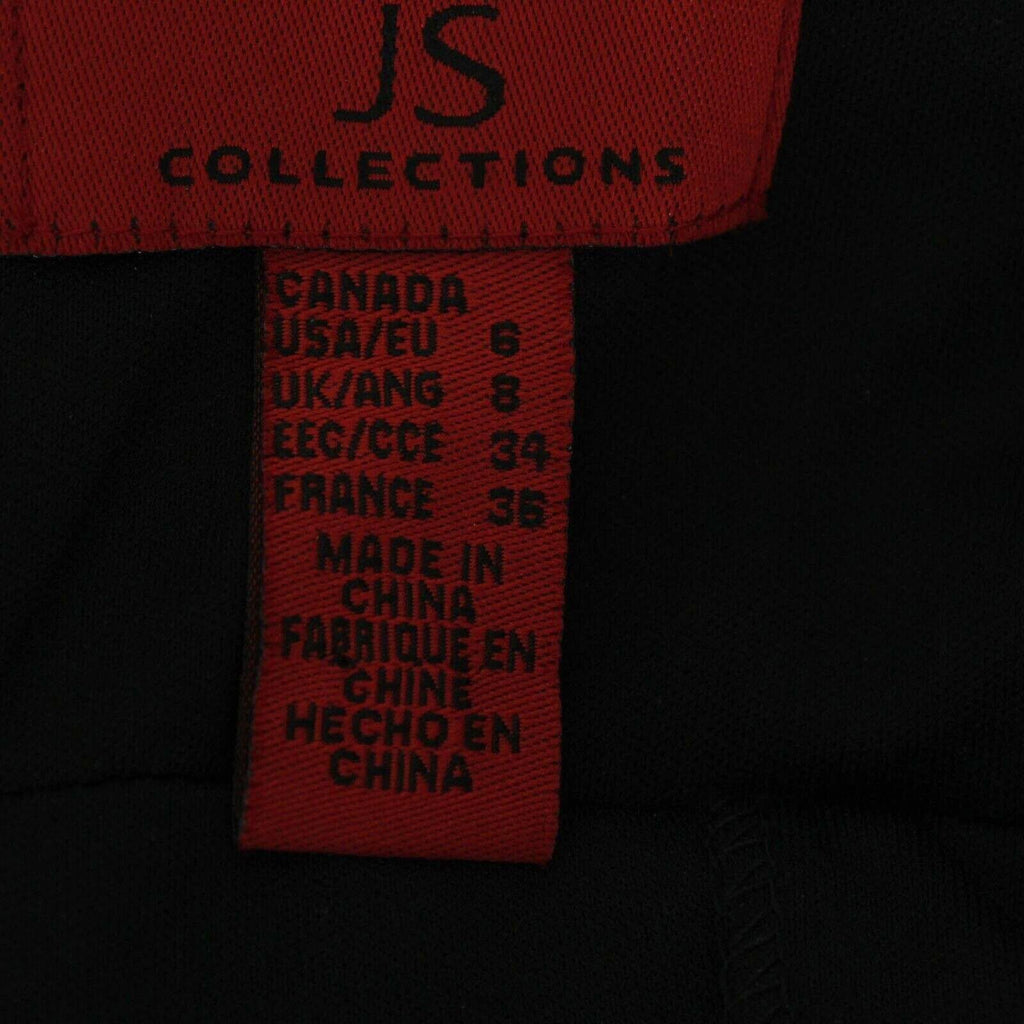 JS
COLLECTIONS
CANADA
USA/EU 6
UK/ANG 8
EEC/CCE 34
FRANCE 36
MADE IN
CHINA
FABRIQUE EN
CHINE
HECHO EN
CHINA